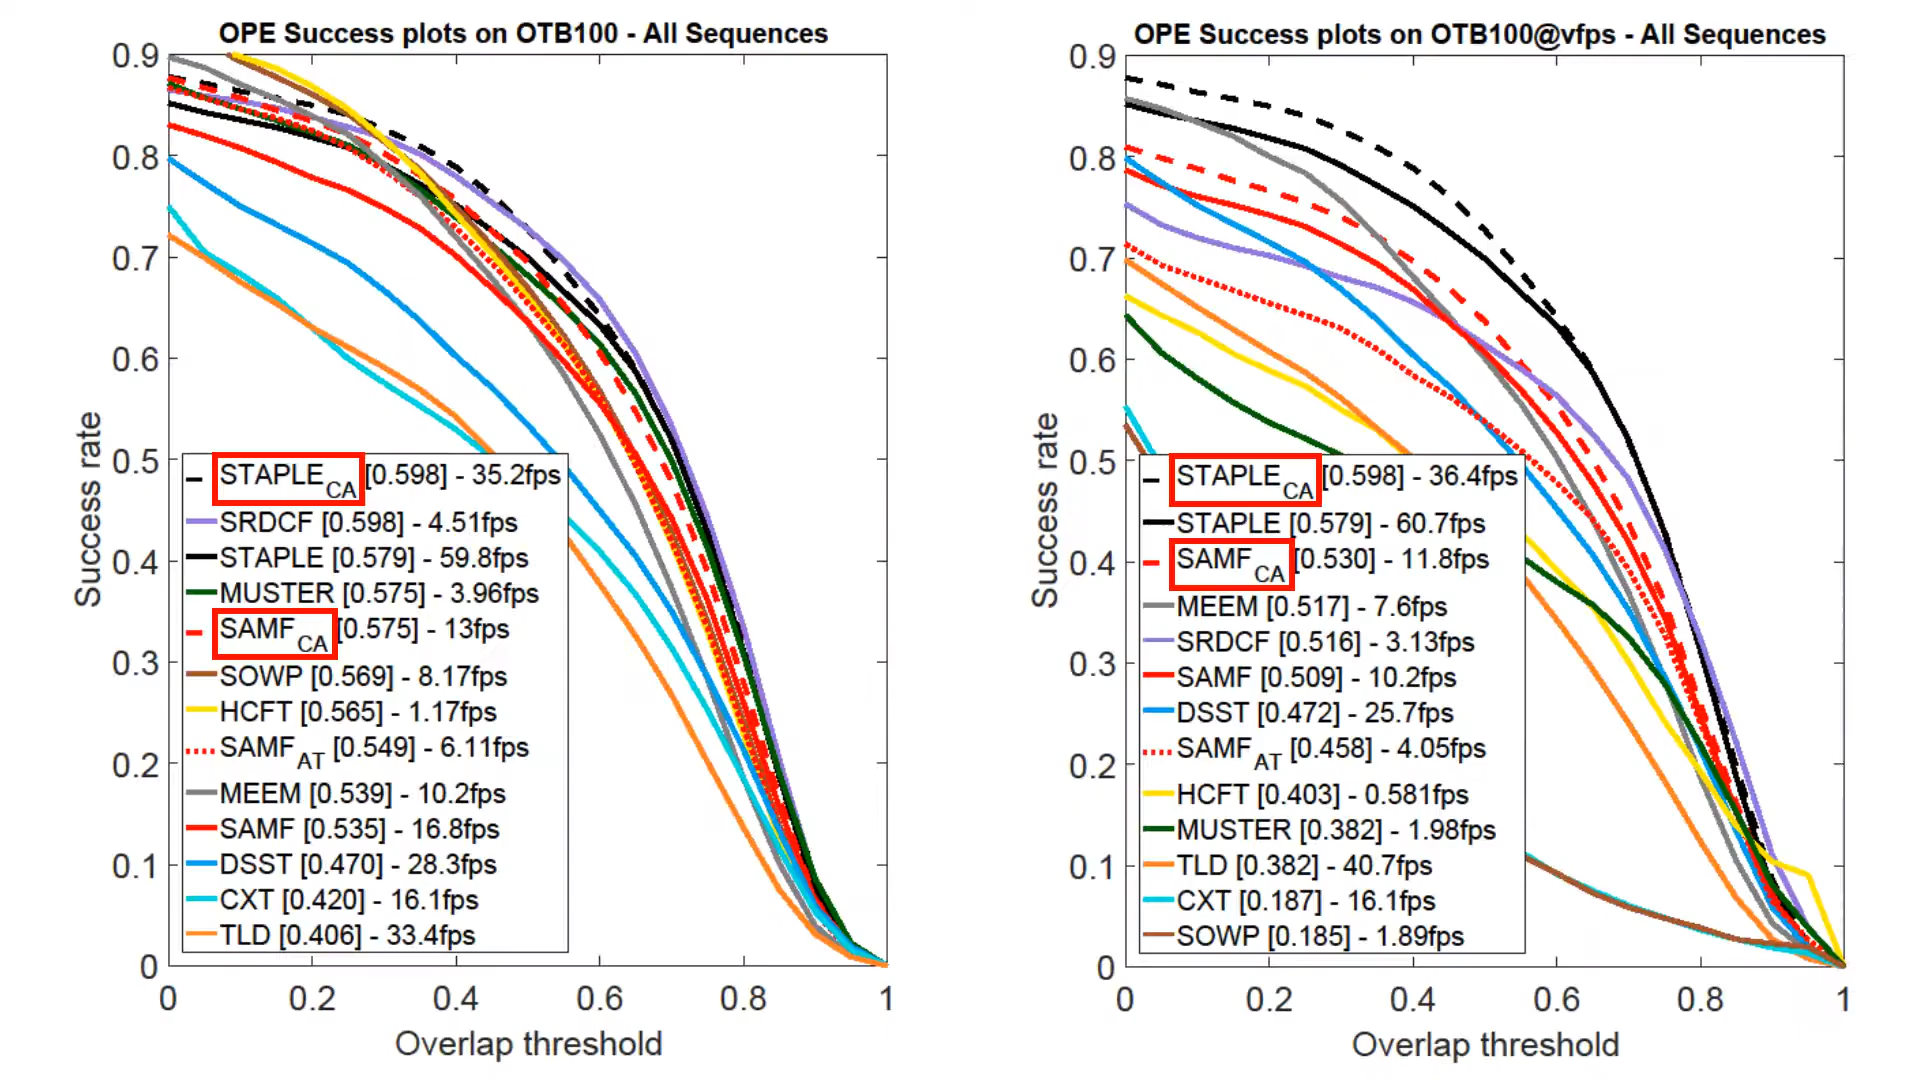 OPE Success plots on OTB100 - All Sequences
0.9
0.8
0.7
0.6
0.5
0.4
0.3
0.2
0.1
0
Success rate
STAPLE_CA [0.598] - 35.2fps
SRDCF [0.598] - 4.51fps
STAPLE [0.579] - 59.8fps
MUSTER [0.575] - 3.96fps
SAMF_CA [0.575] - 13fps
SOWP [0.569] - 8.17fps
HCFT [0.565] - 1.17fps
SAMF_AT [0.549] - 6.11fps
MEEM [0.539] - 10.2fps
SAMF [0.535] - 16.8fps
DSST [0.470] - 28.3fps
CXT [0.420] - 16.1fps
TLD [0.406] - 33.4fps
0 0.2 0.4 0.6 0.8 1
Overlap threshold
OPE Success plots on OTB100@vfps - All Sequences
0.9
0.8
0.7
0.6
0.5
0.4
0.3
0.2
0.1
0
Success rate
STAPLE_CA [0.598] - 36.4fps
STAPLE [0.579] - 60.7fps
SAMF_CA [0.530] - 11.8fps
MEEM [0.517] - 7.6fps
SRDCF [0.516] - 3.13fps
SAMF [0.509] - 10.2fps
DSST [0.472] - 25.7fps
SAMF_AT [0.458] - 4.05fps
HCFT [0.403] - 0.581fps
MUSTER [0.382] - 1.98fps
TLD [0.382] - 40.7fps
CXT [0.187] - 16.1fps
SOWP [0.185] - 1.89fps
0 0.2 0.4 0.6 0.8 1
Overlap threshold